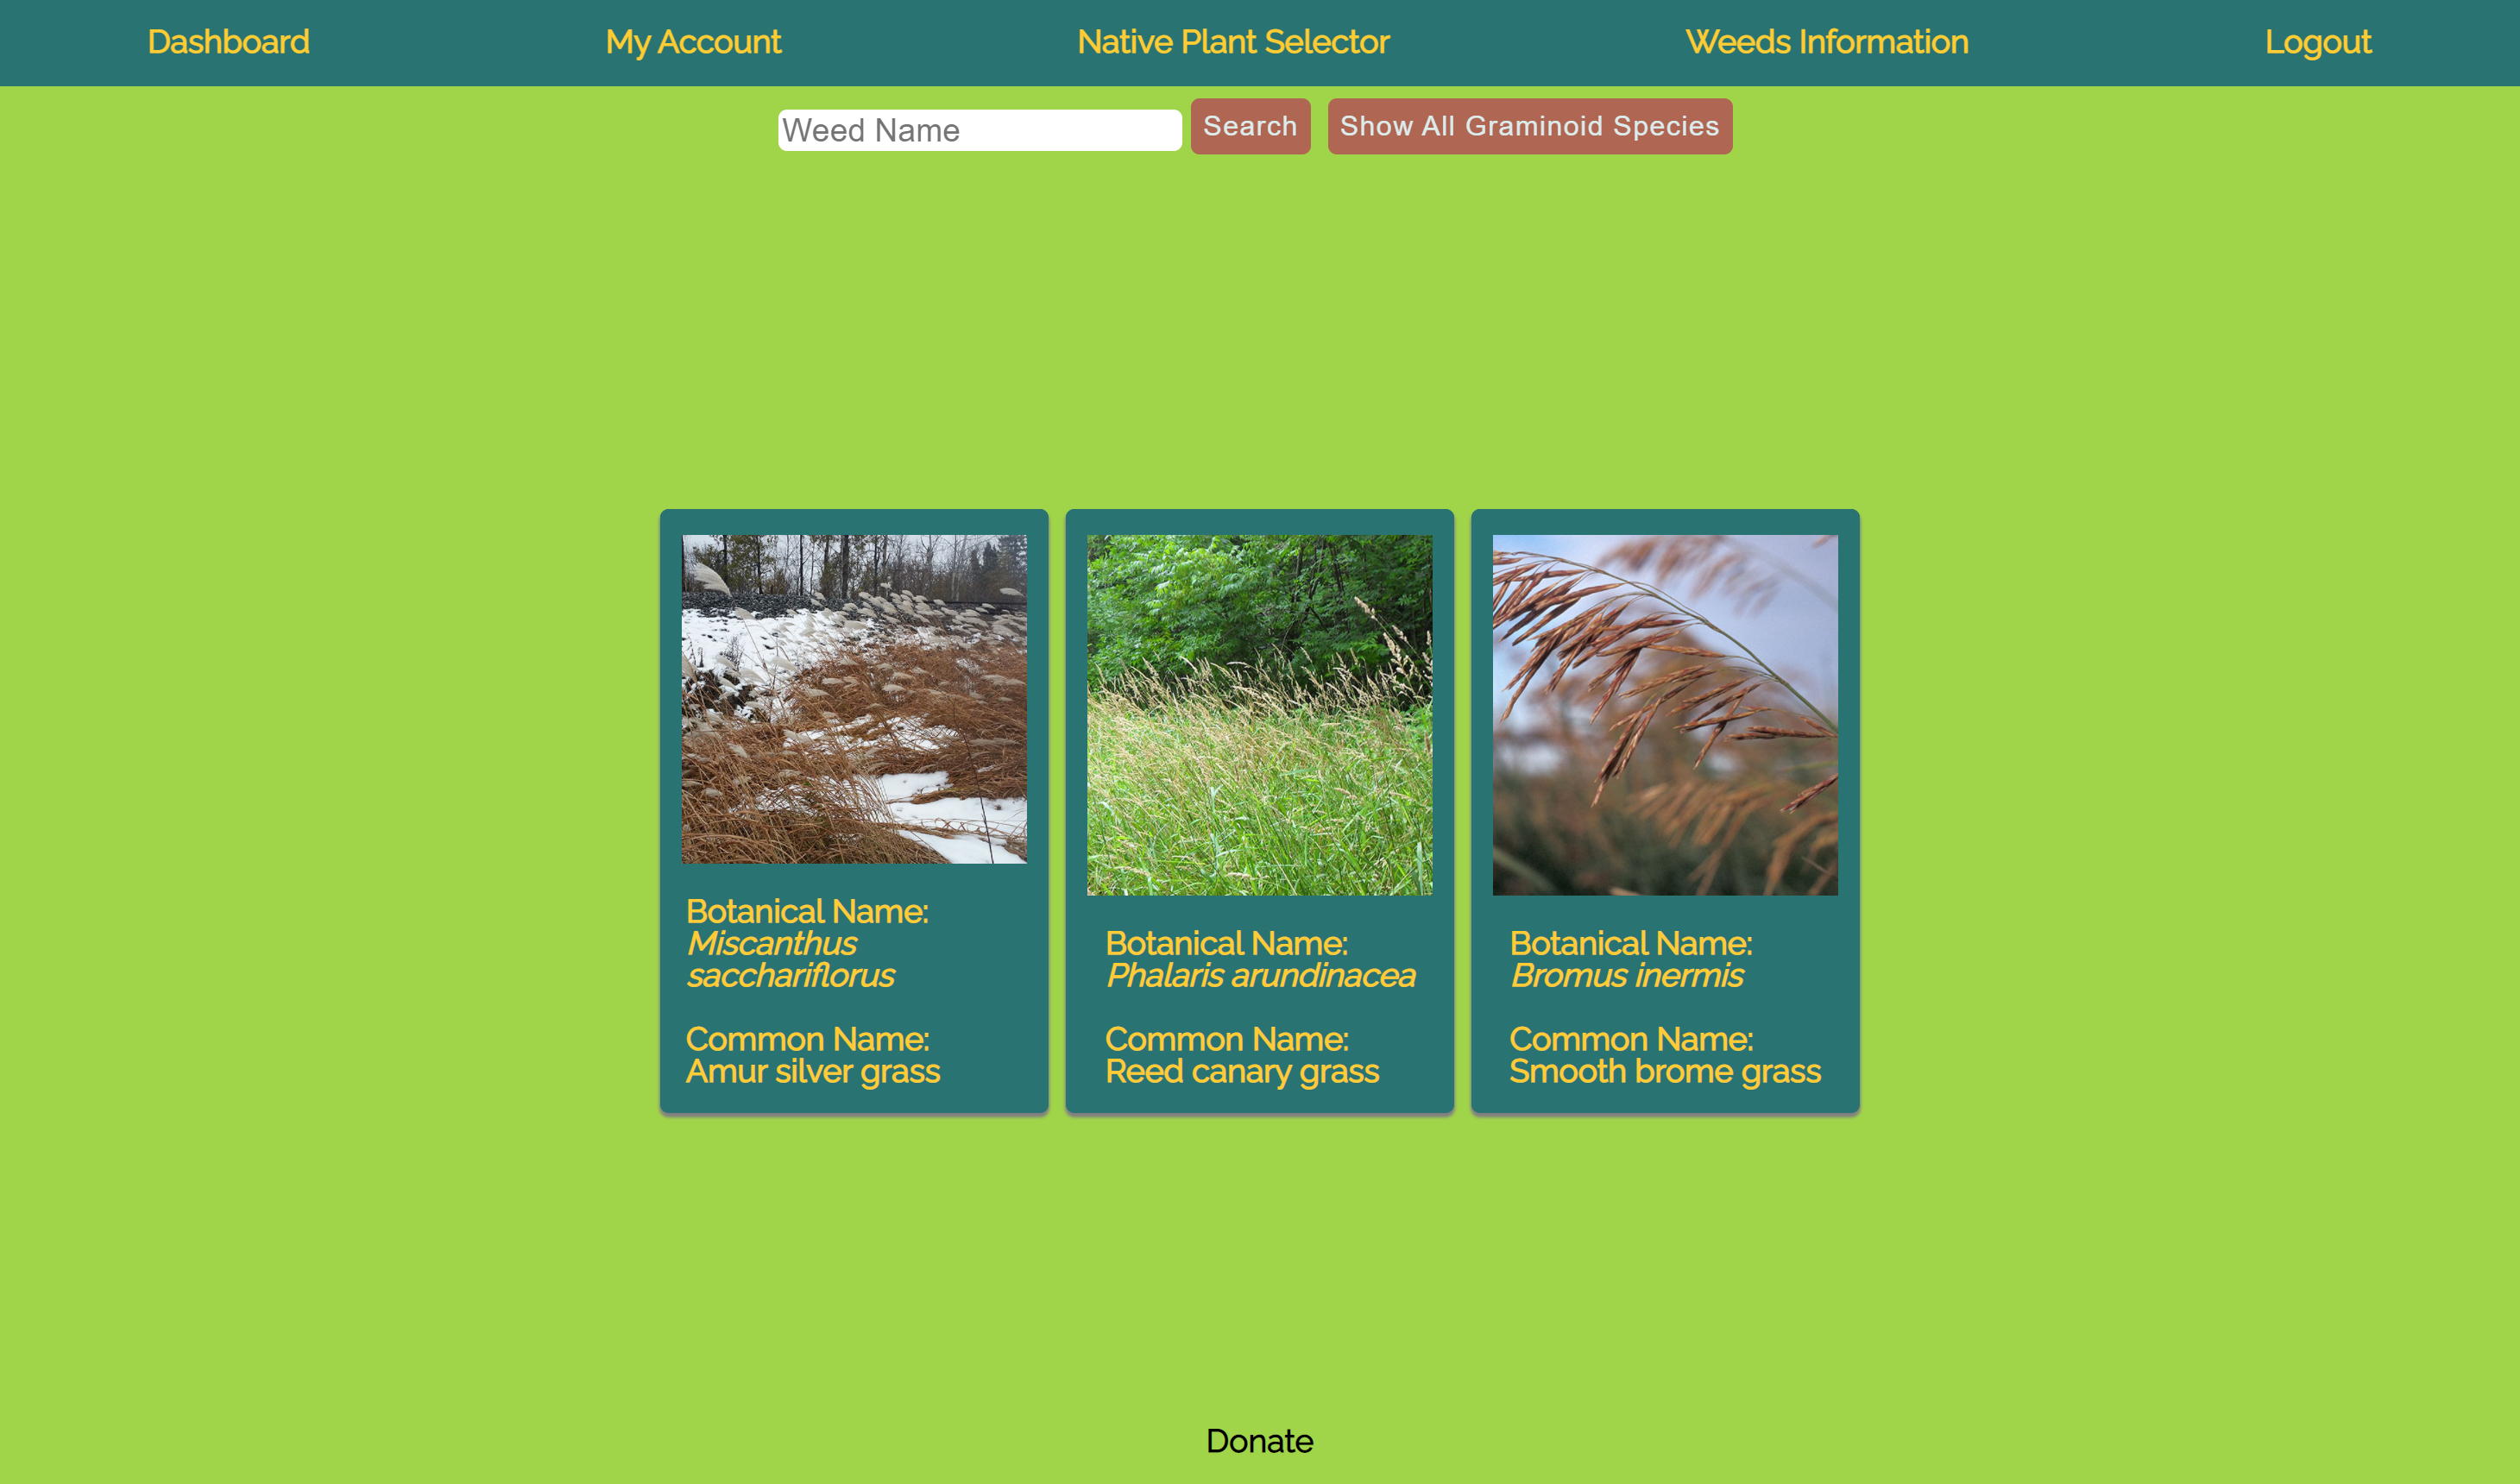 Dashboard
My Account
Native Plant Selector
Weeds Information
Logout
Weed Name
Search
Show All Graminoid Species
Botanical Name:
Miscanthus
sacchariflorus
Common Name:
Amur silver grass
Botanical Name:
Phalaris arundinacea
Common Name:
Reed canary grass
Botanical Name:
Bromus inermis
Common Name:
Smooth brome grass
Donate